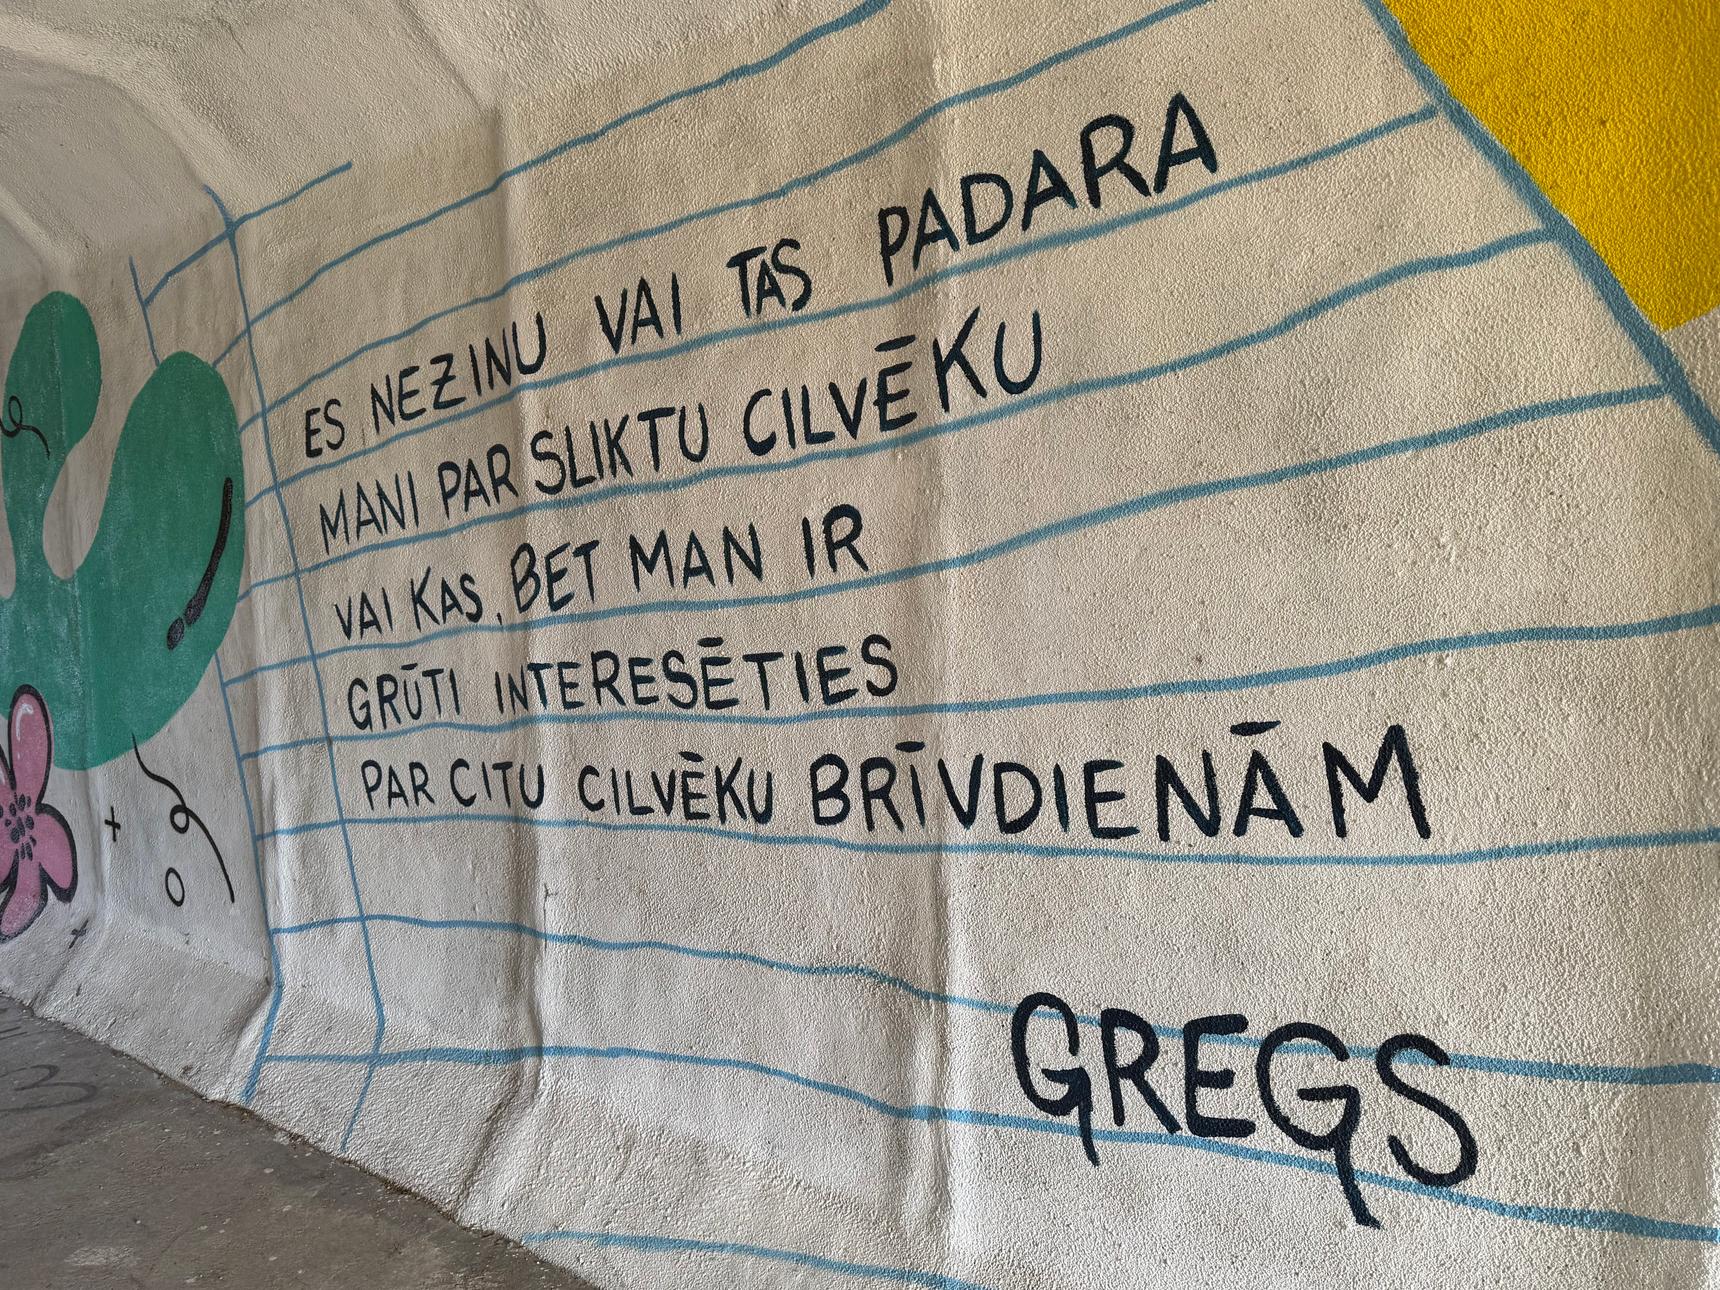 ES NEZINU VAI TAS PADARA
MANI PAR SLIKTU CILVĒKU
VAI KAS, BET MAN IR
GRŪTI INTERESĒTIES
PAR CITU CILVĒKU BRĪVDIENĀM
GREGS